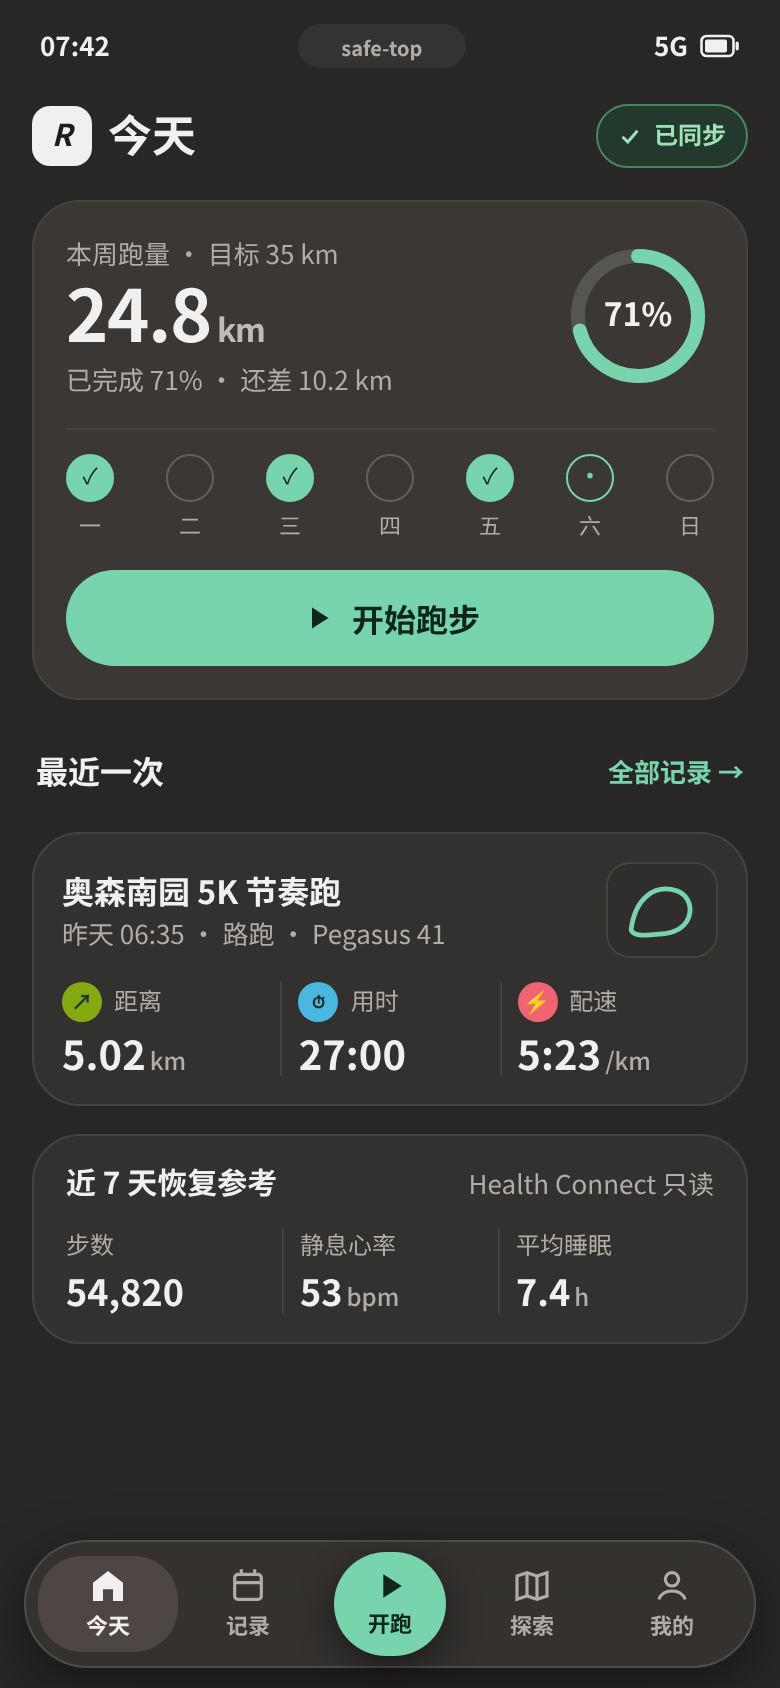 07:42
safe-top
5G
R 今天
✓ 已同步
本周跑量 · 目标 35 km
24.8 km
71%
已完成 71% · 还差 10.2 km
一 二 三 四 五 六 日
开始跑步
最近一次
全部记录 →
奥森南园 5K 节奏跑
昨天 06:35 · 路跑 · Pegasus 41
距离 用时 配速
5.02 km 27:00 5:23 /km
近 7 天恢复参考
Health Connect 只读
步数 静息心率 平均睡眠
54,820 53 bpm 7.4 h
今天 记录 开跑 探索 我的